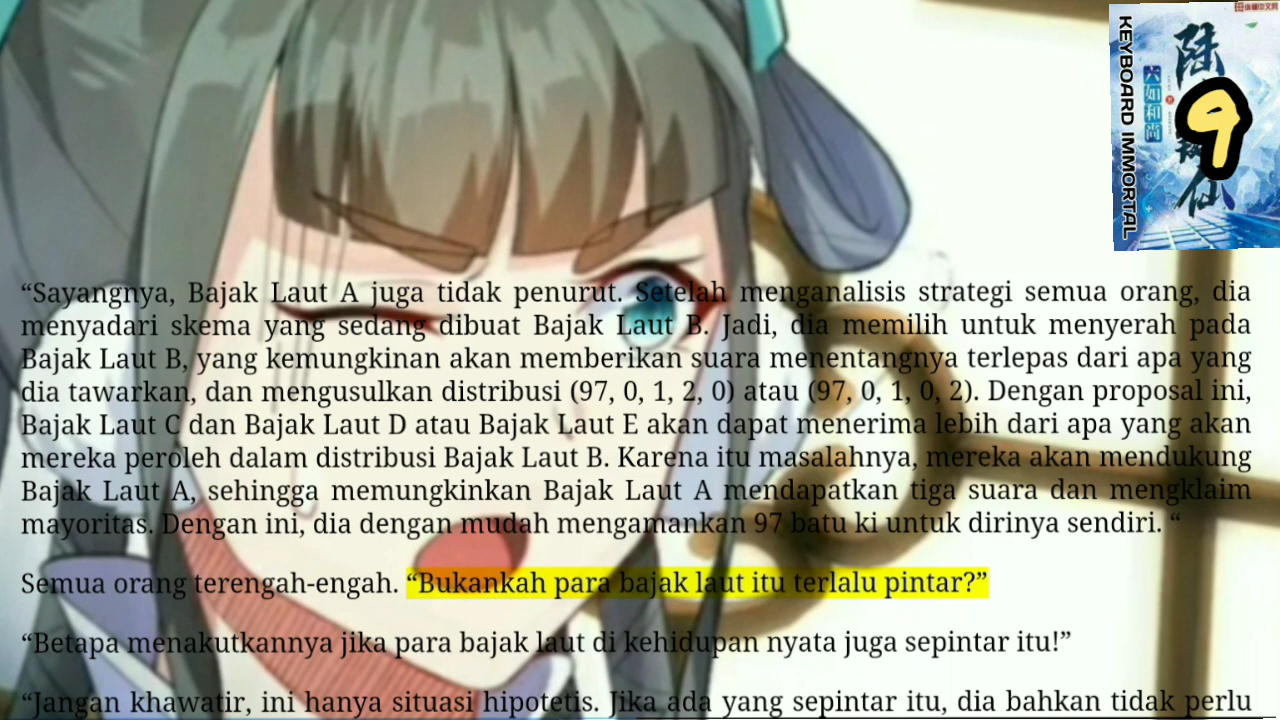 KEYBOARD IMMORTAL
六如和尚
9
“Sayangnya, Bajak Laut A juga tidak penurut. Setelah menganalisis strategi semua orang, dia
menyadari skema yang sedang dibuat Bajak Laut B. Jadi, dia memilih untuk menyerah pada
Bajak Laut B, yang kemungkinan akan memberikan suara menentangnya terlepas dari apa yang
dia tawarkan, dan mengusulkan distribusi (97, 0, 1, 2, 0) atau (97, 0, 1, 0, 2). Dengan proposal ini,
Bajak Laut C dan Bajak Laut D atau Bajak Laut E akan dapat menerima lebih dari apa yang akan
mereka peroleh dalam distribusi Bajak Laut B. Karena itu masalahnya, mereka akan mendukung
Bajak Laut A, sehingga memungkinkan Bajak Laut A mendapatkan tiga suara dan mengklaim
mayoritas. Dengan ini, dia dengan mudah mengamankan 97 batu ki untuk dirinya sendiri. “
Semua orang terengah-engah. “Bukankah para bajak laut itu terlalu pintar?”
“Betapa menakutkannya jika para bajak laut di kehidupan nyata juga sepintar itu!”
“Jangan khawatir, ini hanya situasi hipotetis. Jika ada yang sepintar itu, dia bahkan tidak perlu